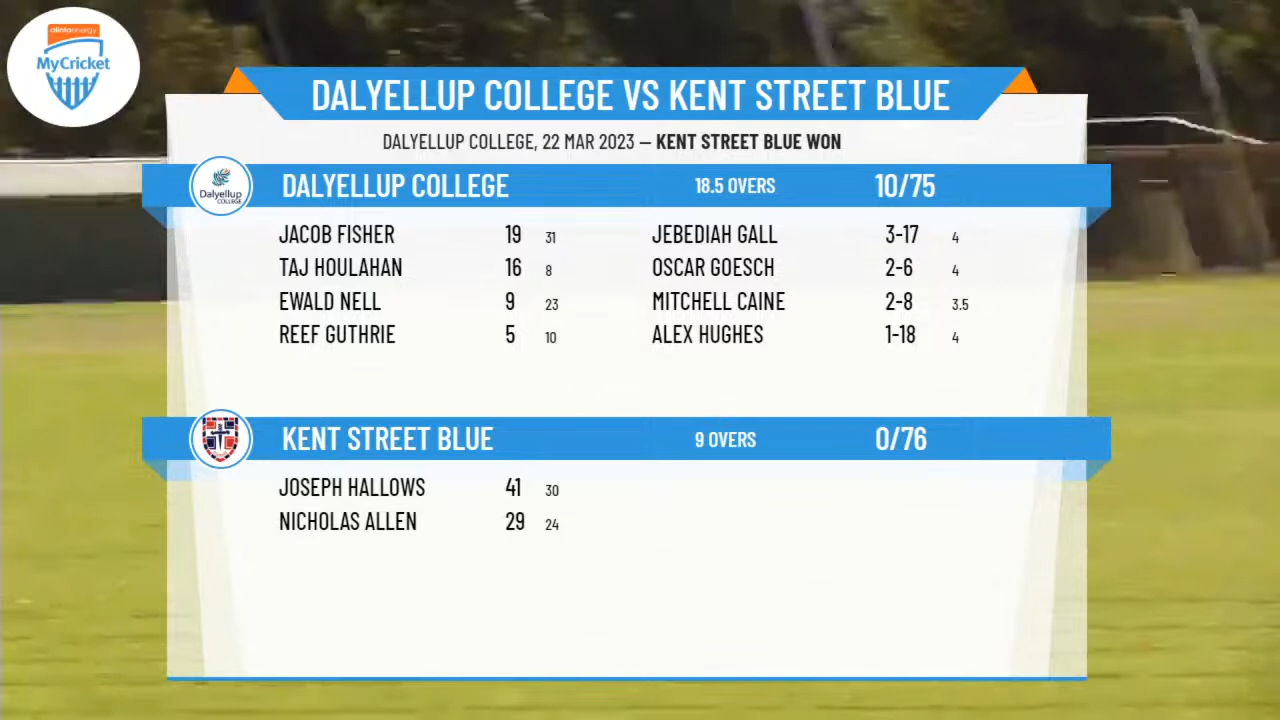 alintaenergy
MyCricket
DALYELLUP COLLEGE VS KENT STREET BLUE
DALYELLUP COLLEGE, 22 MAR 2023 – KENT STREET BLUE WON
Dalyellup
COLLEGE
DALYELLUP COLLEGE 18.5 OVERS 10/75
JACOB FISHER 19 31 JEBEDIAH GALL 3-17 4
TAJ HOULAHAN 16 8 OSCAR GOESCH 2-6 4
EWALD NELL 9 23 MITCHELL CAINE 2-8 3.5
REEF GUTHRIE 5 10 ALEX HUGHES 1-18 4
KENT STREET BLUE 9 OVERS 0/76
JOSEPH HALLOWS 41 30
NICHOLAS ALLEN 29 24